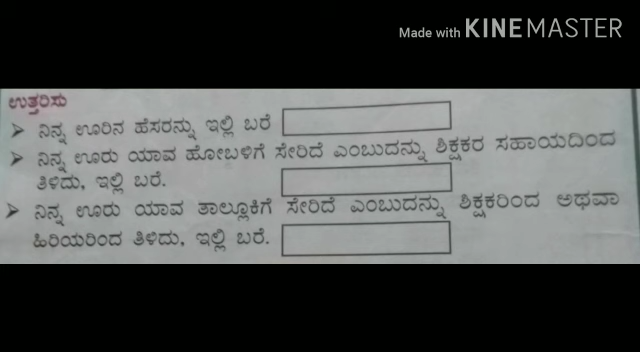 Made with KINEMASTER
ಉತ್ತರಿಸು
➤ ನಿನ್ನ ಊರಿನ ಹೆಸರನ್ನು ಇಲ್ಲಿ ಬರೆ
➤ ನಿನ್ನ ಊರು ಯಾವ ಹೋಬಳಿಗೆ ಸೇರಿದೆ ಎಂಬುದನ್ನು ಶಿಕ್ಷಕರ ಸಹಾಯದಿಂದ
ತಿಳಿದು, ಇಲ್ಲಿ ಬರೆ.
➤ ನಿನ್ನ ಊರು ಯಾವ ತಾಲ್ಲೂಕಿಗೆ ಸೇರಿದೆ ಎಂಬುದನ್ನು ಶಿಕ್ಷಕರಿಂದ ಅಥವಾ
ಹಿರಿಯರಿಂದ ತಿಳಿದು, ಇಲ್ಲಿ ಬರೆ.